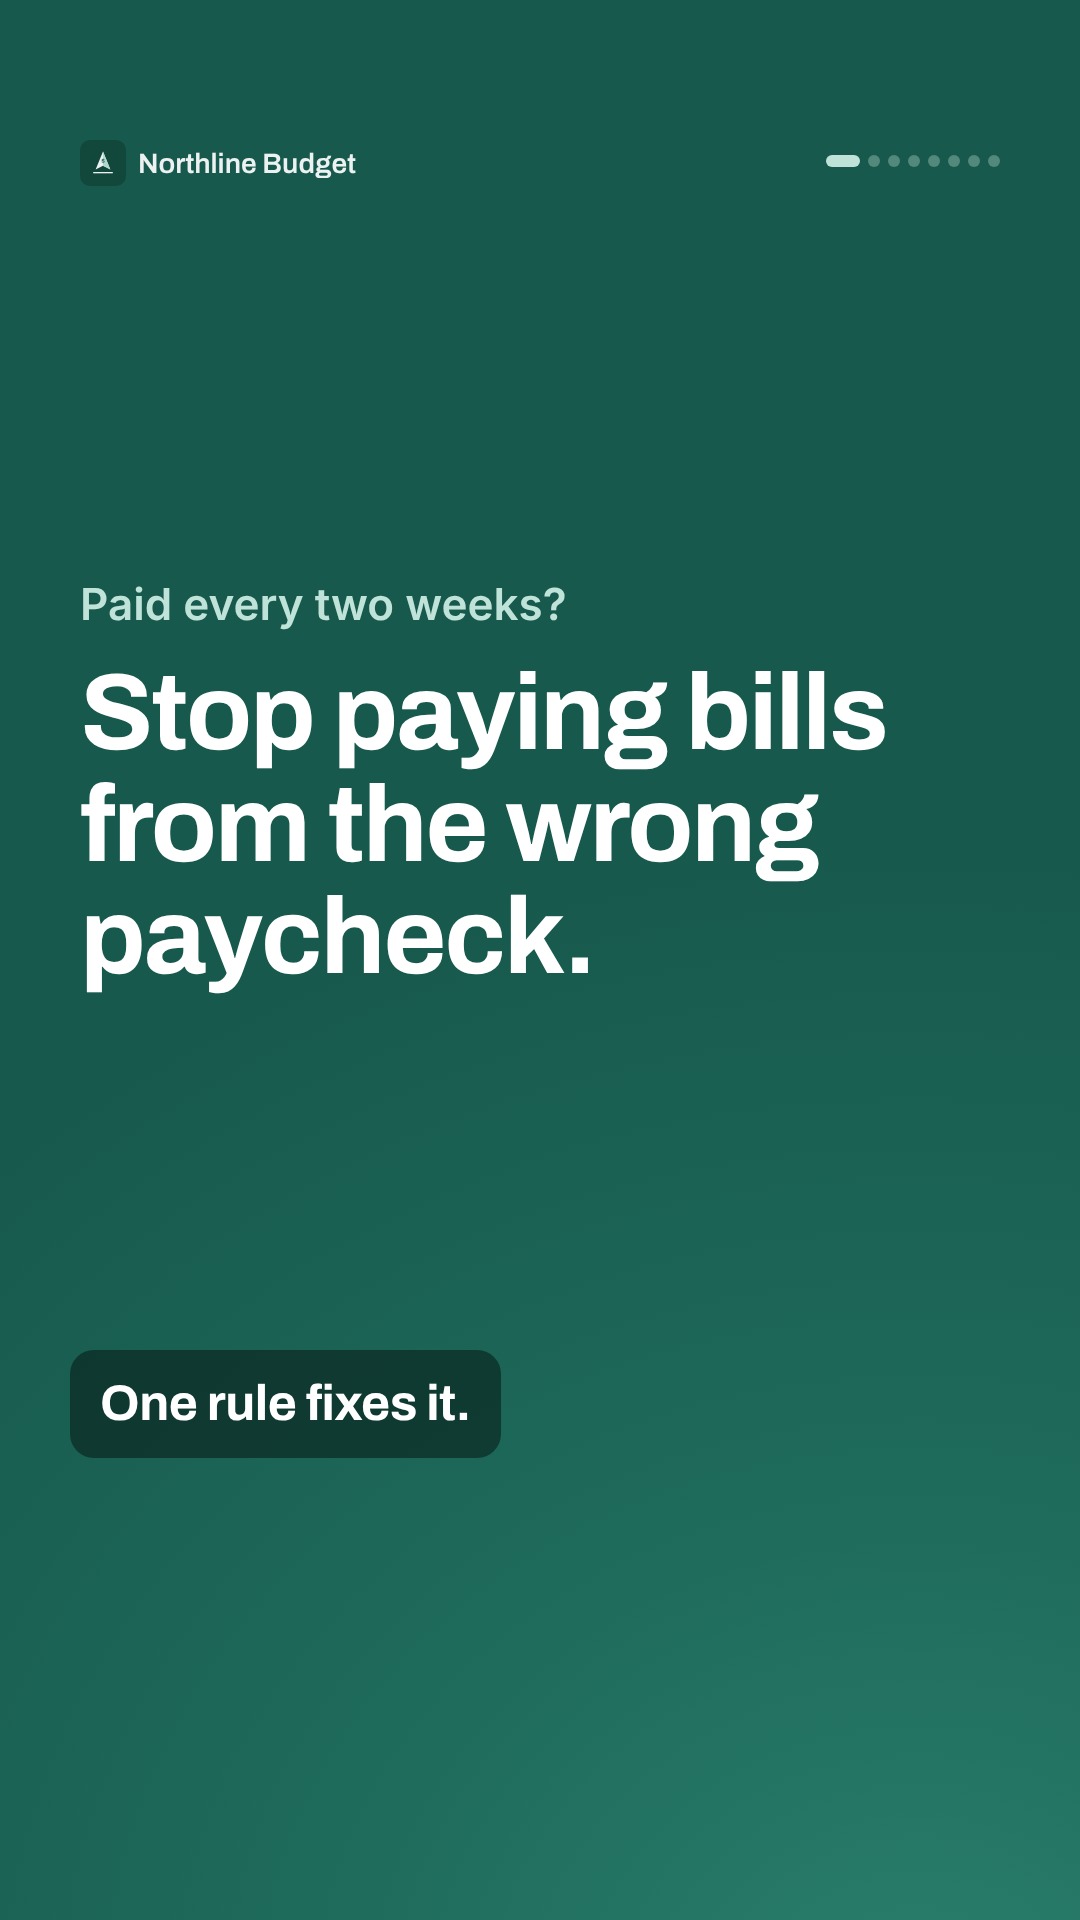 Northline Budget
Paid every two weeks?
Stop paying bills
from the wrong
paycheck.
One rule fixes it.